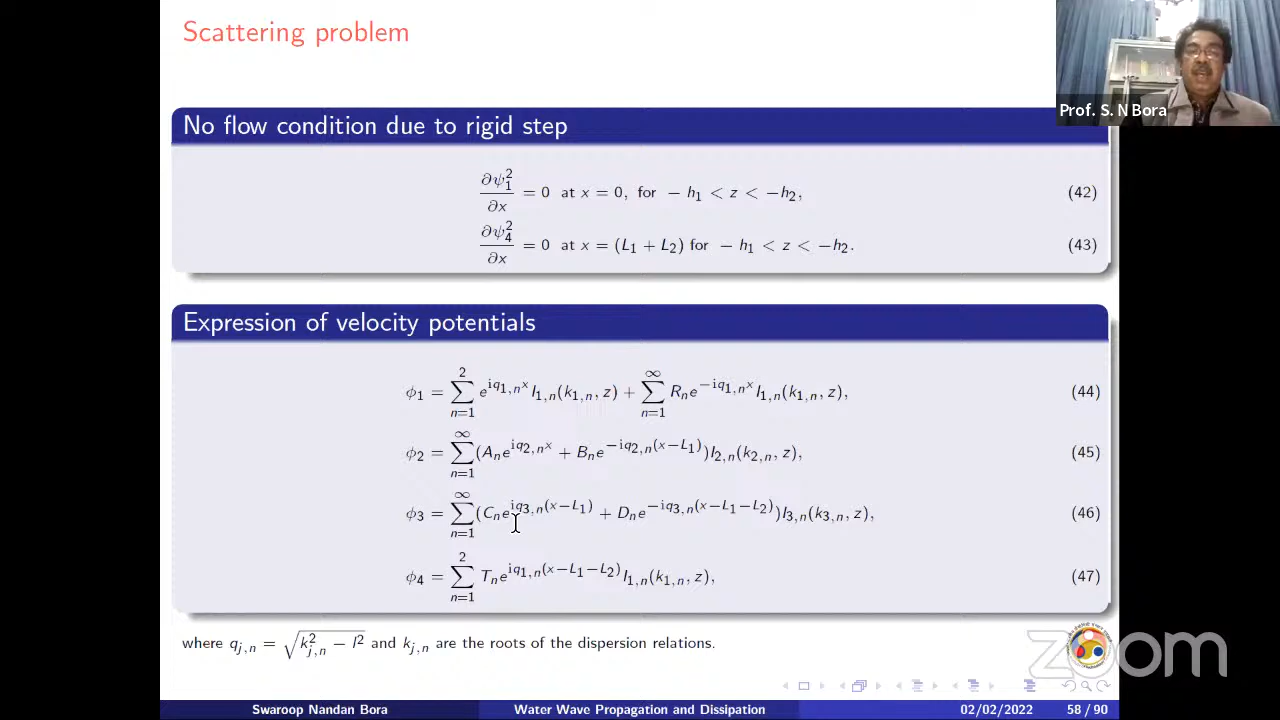 Scattering problem
Prof. S. N Bora
No flow condition due to rigid step
∂ψ₁²/∂x = 0 at x = 0, for − h₁ < z < −h₂, (42)
∂ψ₄²/∂x = 0 at x = (L₁ + L₂) for − h₁ < z < −h₂. (43)
Expression of velocity potentials
ϕ₁ = ∑_{n=1}^{2} e^{iq_{1,n}x} I_{1,n}(k_{1,n}, z) + ∑_{n=1}^{∞} R_n e^{−iq_{1,n}x} I_{1,n}(k_{1,n}, z), (44)
ϕ₂ = ∑_{n=1}^{∞} (A_n e^{iq_{2,n}x} + B_n e^{−iq_{2,n}(x−L₁)}) I_{2,n}(k_{2,n}, z), (45)
ϕ₃ = ∑_{n=1}^{∞} (C_n e^{iq_{3,n}(x−L₁)} + D_n e^{−iq_{3,n}(x−L₁−L₂)}) I_{3,n}(k_{3,n}, z), (46)
ϕ₄ = ∑_{n=1}^{2} T_n e^{iq_{1,n}(x−L₁−L₂)} I_{1,n}(k_{1,n}, z), (47)
where q_{j,n} = √(k²_{j,n} − l²) and k_{j,n} are the roots of the dispersion relations.
zoom
Swaroop Nandan Bora Water Wave Propagation and Dissipation 02/02/2022 58 / 90